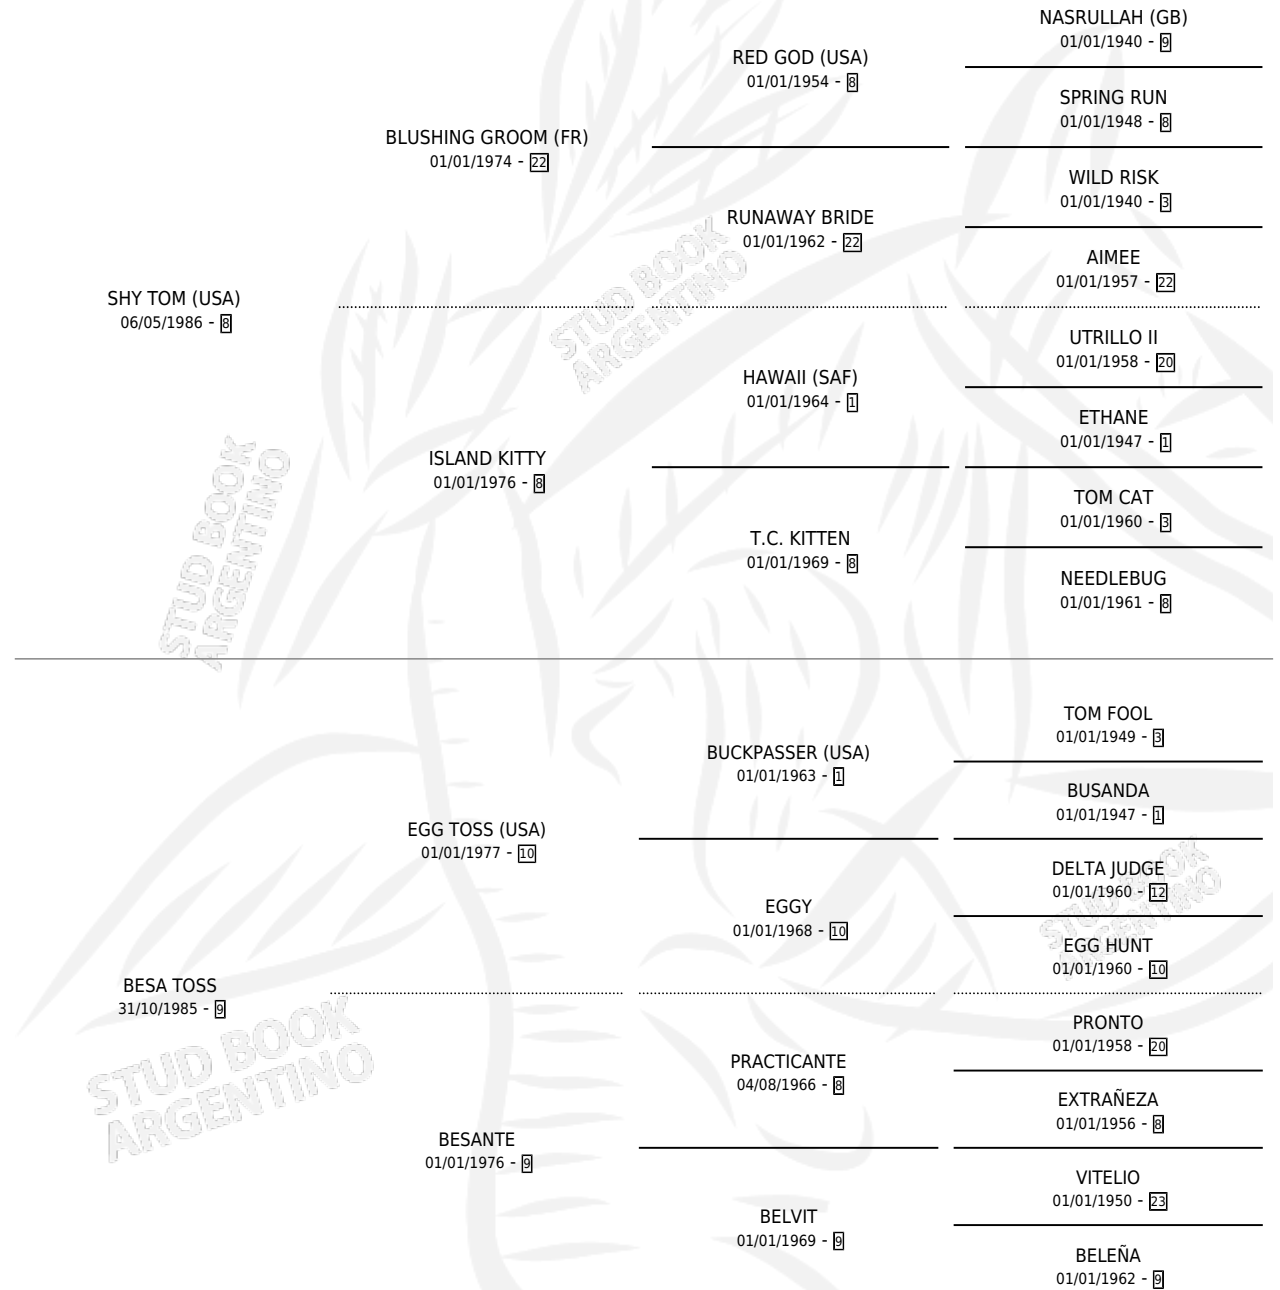 NASRULLAH (GB)
01/01/1940 - 9
RED GOD (USA)
01/01/1954 - 8
SPRING RUN
01/01/1948 - 8
BLUSHING GROOM (FR)
01/01/1974 - 22
WILD RISK
01/01/1940 - 3
RUNAWAY BRIDE
01/01/1962 - 22
AIMEE
01/01/1957 - 22
SHY TOM (USA)
06/05/1986 - 8
UTRILLO II
01/01/1958 - 20
HAWAII (SAF)
01/01/1964 - 1
ETHANE
01/01/1947 - 1
ISLAND KITTY
01/01/1976 - 8
TOM CAT
01/01/1960 - 3
T.C. KITTEN
01/01/1969 - 8
NEEDLEBUG
01/01/1961 - 8
TOM FOOL
01/01/1949 - 3
BUCKPASSER (USA)
01/01/1963 - 1
BUSANDA
01/01/1947 - 1
EGG TOSS (USA)
01/01/1977 - 10
DELTA JUDGE
01/01/1960 - 12
EGGY
01/01/1968 - 10
EGG HUNT
01/01/1960 - 10
BESA TOSS
31/10/1985 - 9
PRONTO
01/01/1958 - 20
PRACTICANTE
04/08/1966 - 8
EXTRAÑEZA
01/01/1956 - 8
BESANTE
01/01/1976 - 9
VITELIO
01/01/1950 - 23
BELVIT
01/01/1969 - 9
BELEÑA
01/01/1962 - 9
STUD BOOK
ARGENTINO
STUD BOOK
ARGENTINO
STUD BOOK
ARGENTINO
STUD BOOK
ARGENTINO